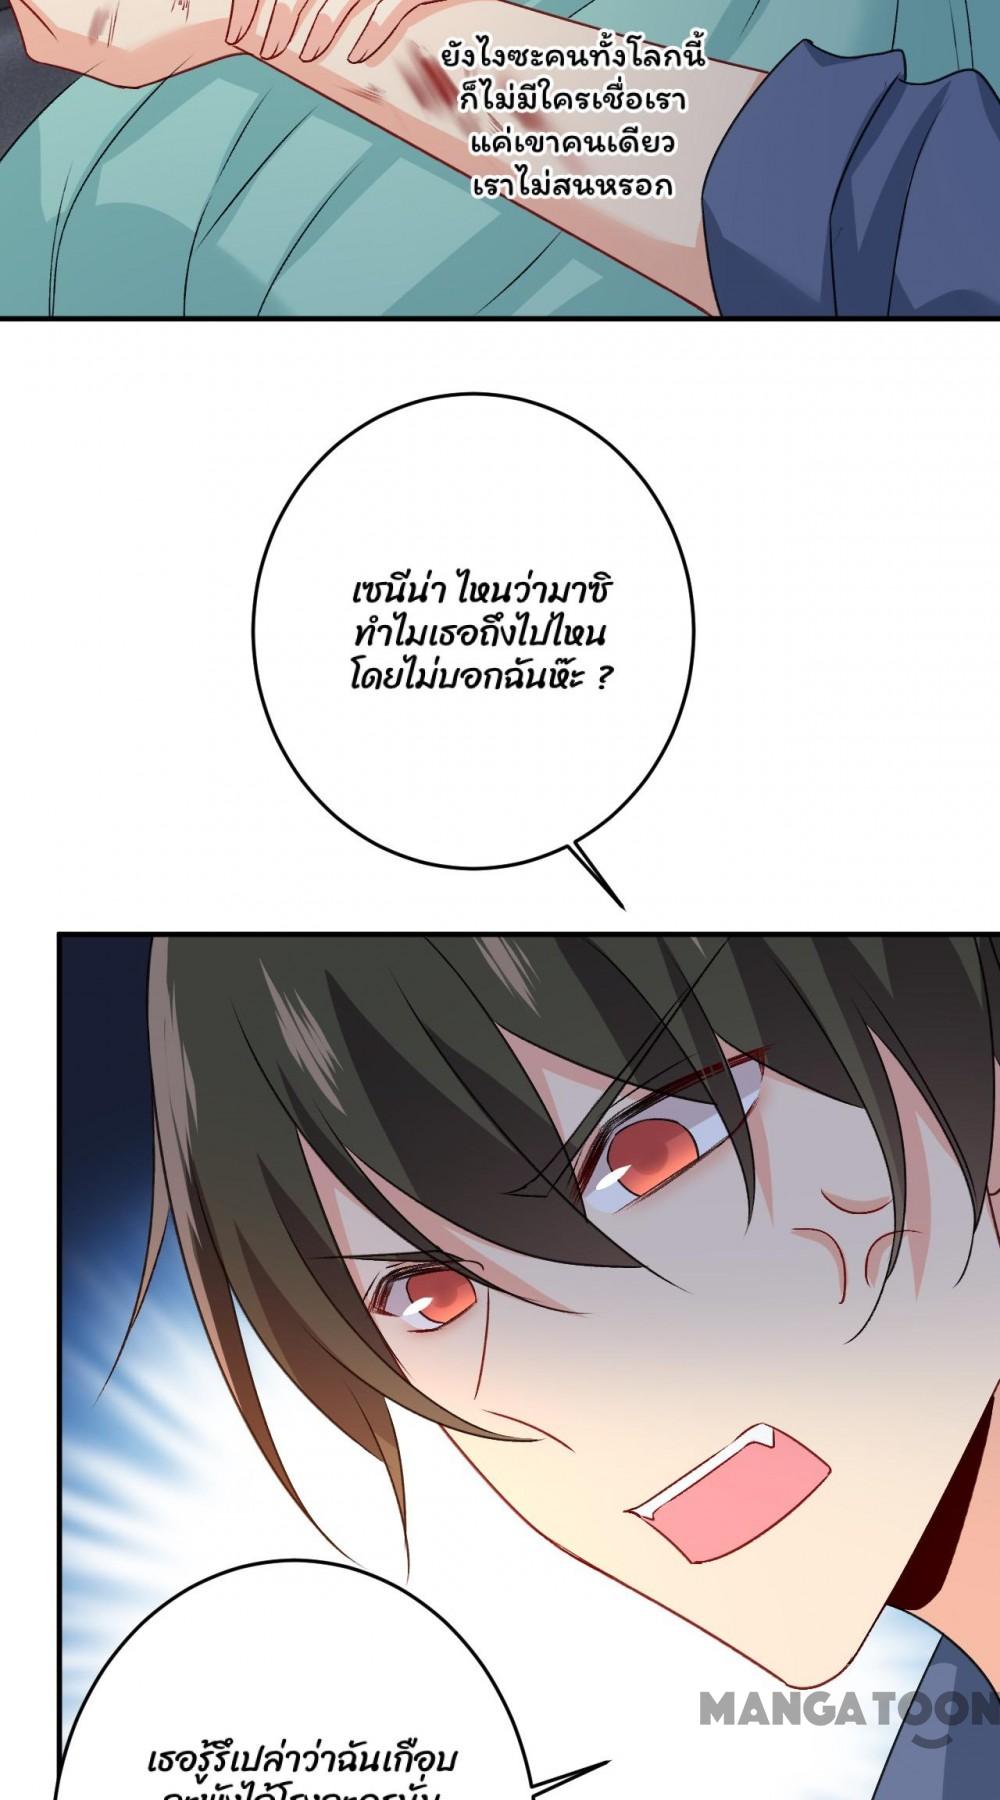 ยังไงซะคนทั้งโลกนี้
ก็ไม่มีใครเชื่อเรา
แค่เขาคนเดียว
เราไม่สนหรอก
เซนีน่า ไหนว่ามาซิ
ทำไมเธอถึงไปไหน
โดยไม่บอกฉันห๊ะ ?
MANGATOON
เธอรู้รึเปล่าว่าฉันเกือบ